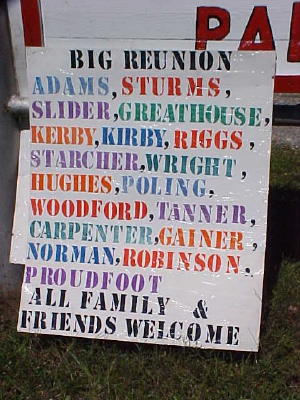 PA
BIG REUNION
ADAMS, STURMS,
SLIDER, GREATHOUSE,
KERBY, KIRBY, RIGGS,
STARCHER, WRIGHT,
HUGHES, POLING,
WOODFORD, TANNER,
CARPENTER, GAINER,
NORMAN, ROBINSON,
PROUDFOOT
ALL FAMILY &
FRIENDS WELCOME